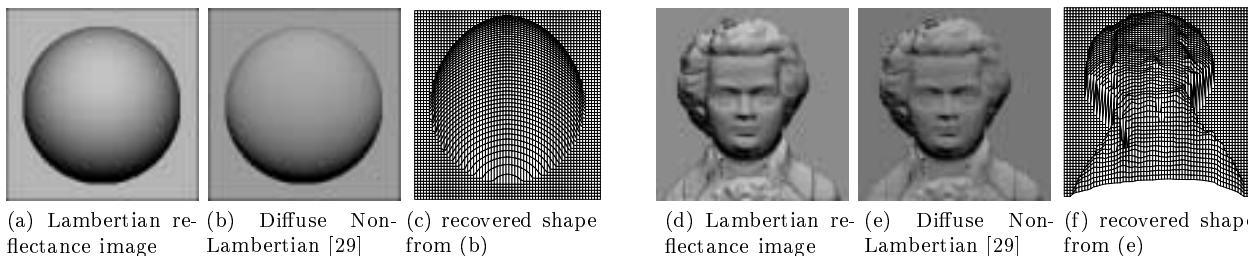 (a) Lambertian re-
flectance image
(b) Diffuse Non-
Lambertian [29]
(c) recovered shape
from (b)
(d) Lambertian re-
flectance image
(e) Diffuse Non-
Lambertian [29]
(f) recovered shape
from (e)